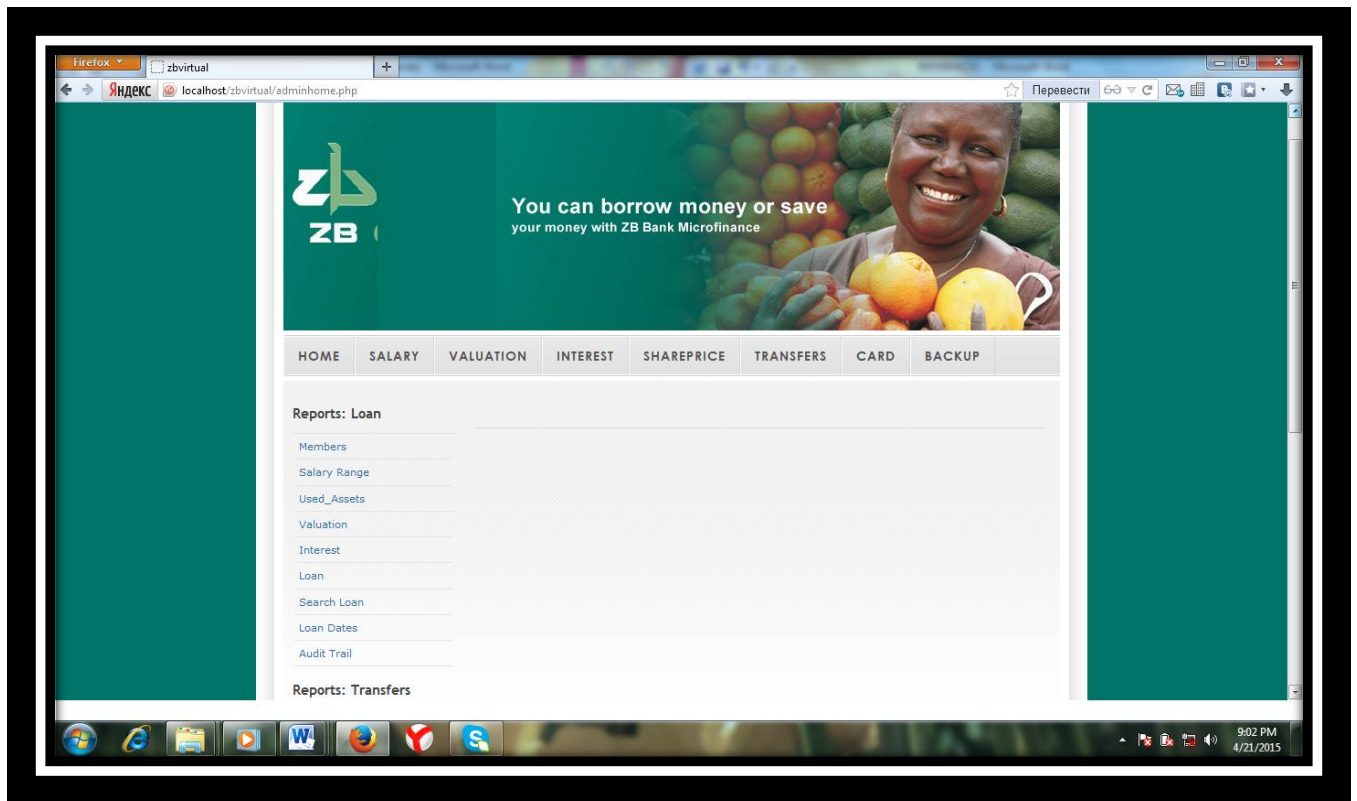 Firefox
zbvirtual
Яндекс localhost/zbvirtual/adminhome.php Перевести
zb
ZB
You can borrow money or save
your money with ZB Bank Microfinance
HOME SALARY VALUATION INTEREST SHAREPRICE TRANSFERS CARD BACKUP
Reports: Loan
Members
Salary Range
Used_Assets
Valuation
Interest
Loan
Search Loan
Loan Dates
Audit Trail
Reports: Transfers
9:02 PM
4/21/2015